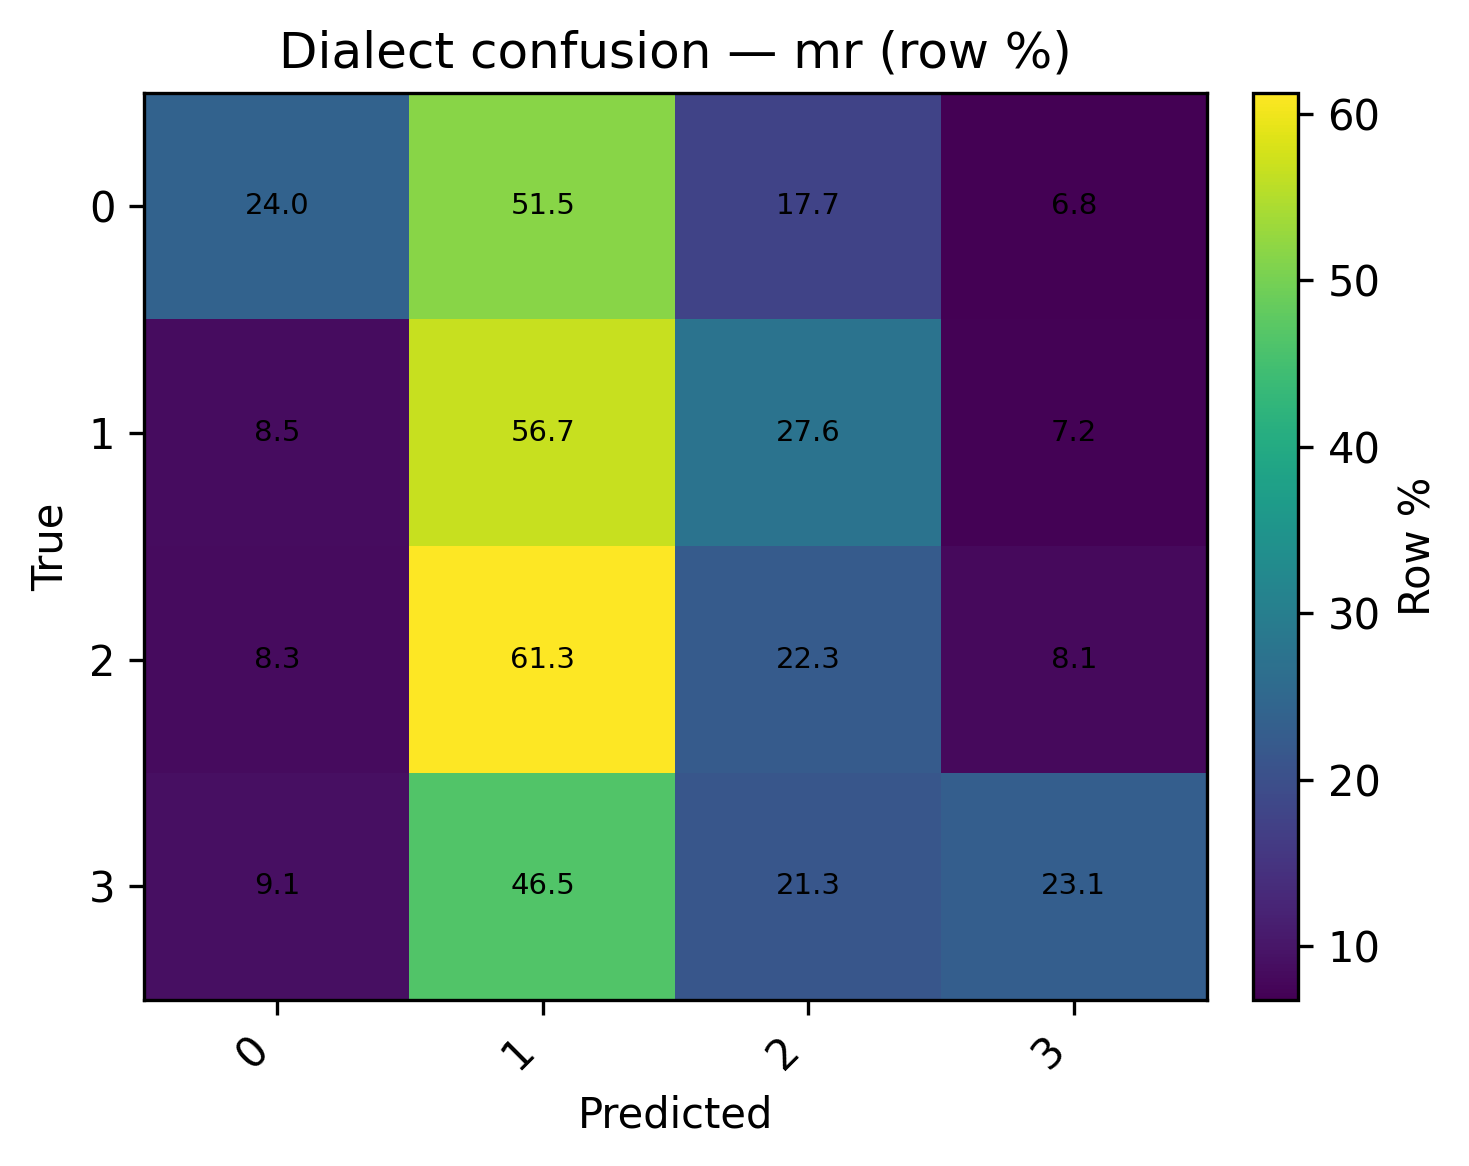 Dialect confusion — mr (row %)
0 24.0 51.5 17.7 6.8
1 8.5 56.7 27.6 7.2
2 8.3 61.3 22.3 8.1
3 9.1 46.5 21.3 23.1
0 1 2 3
True
Predicted
60
50
40
30
20
10
Row %